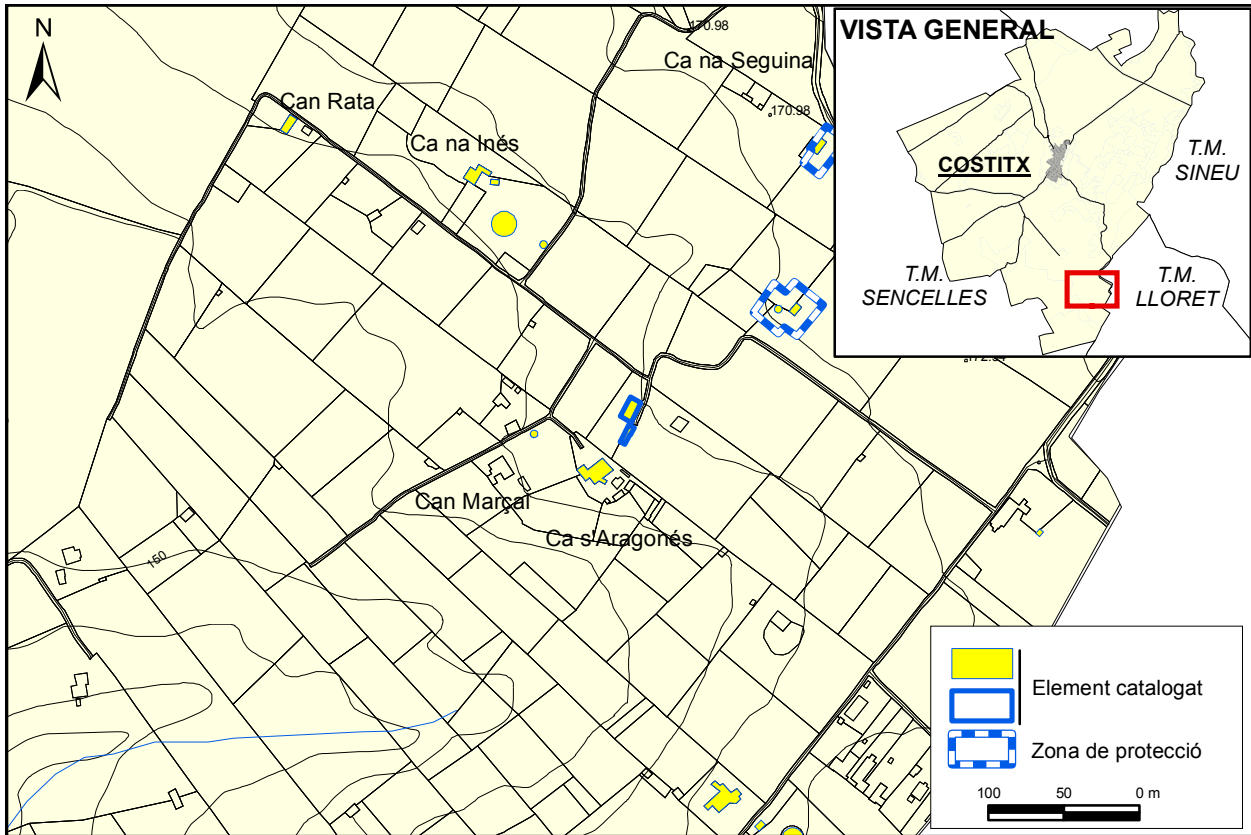 N
170.98
Ca na Seguina
170.98
Can Rata
Ca na Inés
Can Marçal
Ca s'Aragonés
150
VISTA GENERAL
COSTITX
T.M.
SINEU
T.M.
SENCELLES
T.M.
LLORET
Element catalogat
Zona de protecció
100 50 0 m